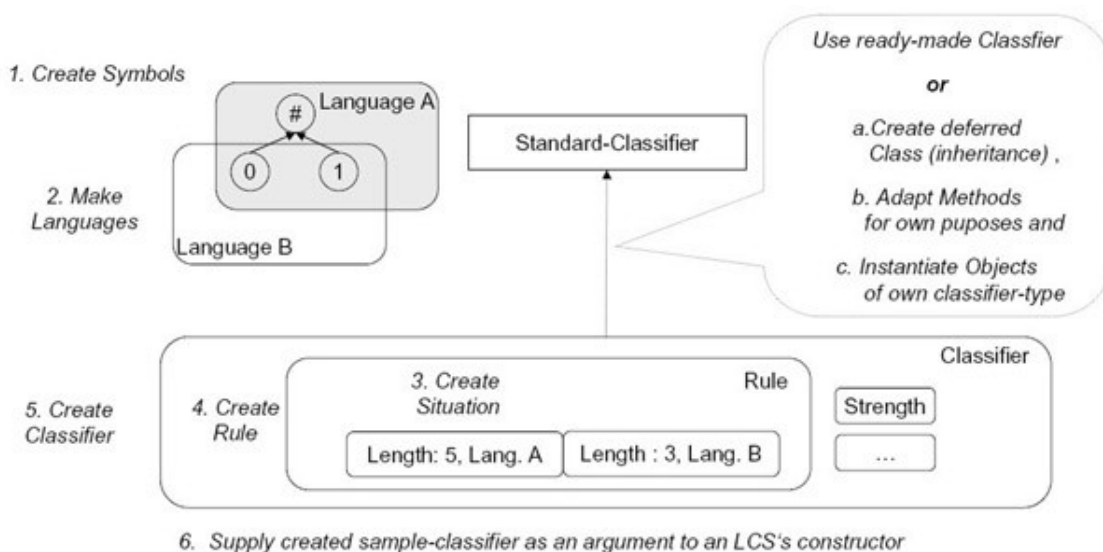 1. Create Symbols
Language A
#
0
1
2. Make
Languages
Language B
Standard-Classifier
Use ready-made Classfier
or
a.Create deferred
Class (inheritance) ,
b. Adapt Methods
for own puposes and
c. Instantiate Objects
of own classifier-type
Classifier
5. Create
Classifier
4. Create
Rule
3. Create
Situation
Rule
Length: 5, Lang. A
Length : 3, Lang. B
Strength
...
6. Supply created sample-classifier as an argument to an LCS's constructor